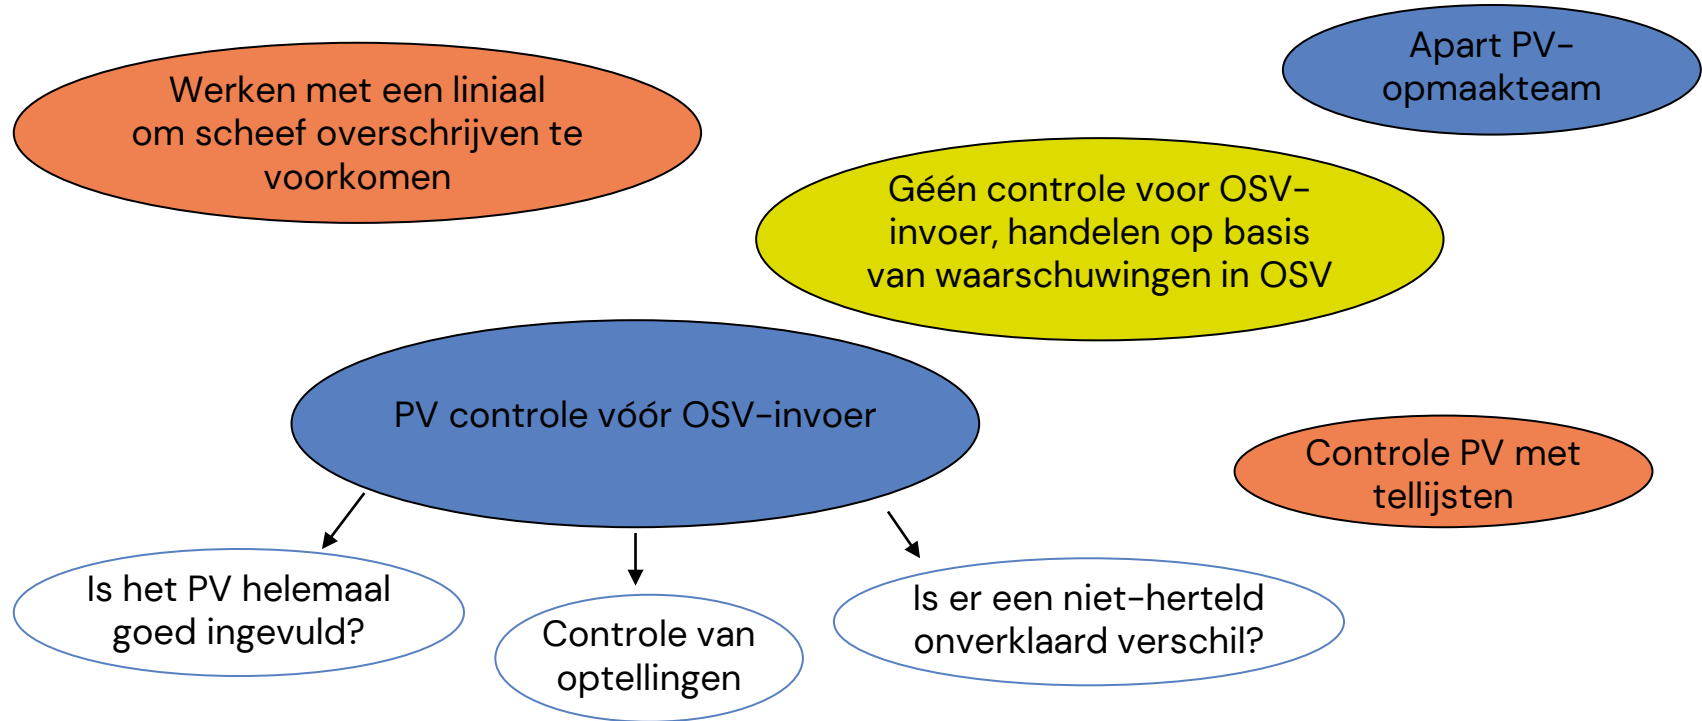 Apart PV-
opmaakteam
Werken met een liniaal
om scheef overschrijven te
voorkomen
Géén controle voor OSV-
invoer, handelen op basis
van waarschuwingen in OSV
PV controle vóór OSV-invoer
Controle PV met
tellijsten
Is het PV helemaal
goed ingevuld?
Controle van
optellingen
Is er een niet-herteld
onverklaard verschil?